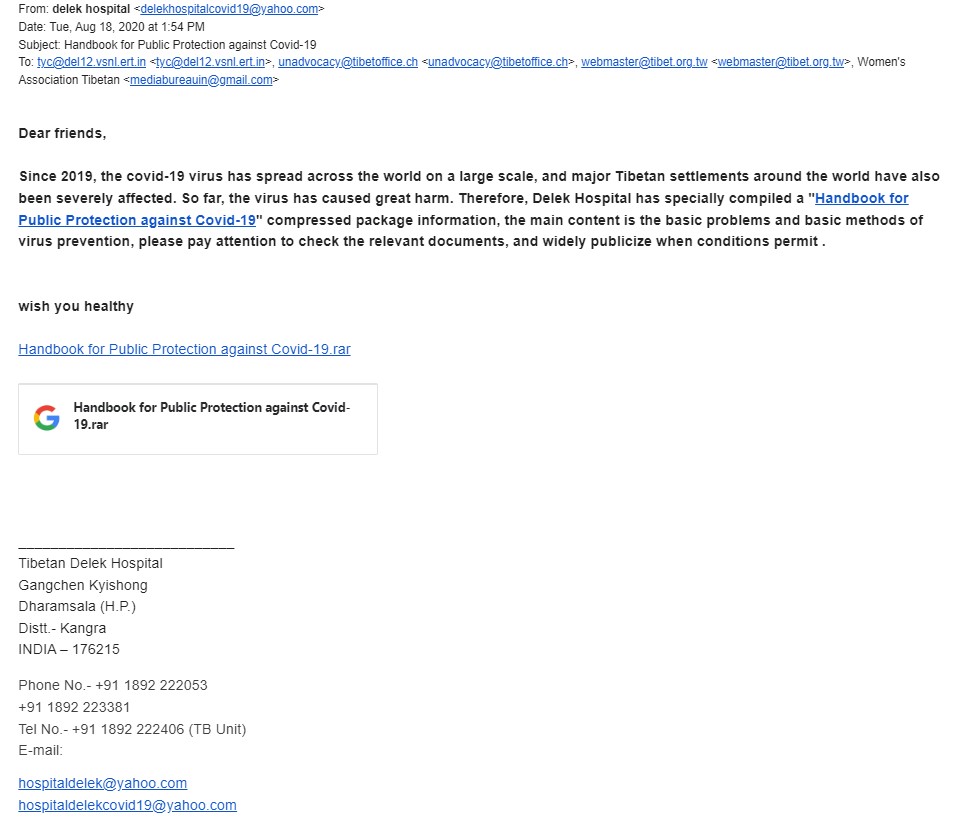 From: delek hospital <delekhospitalcovid19@yahoo.com>
Date: Tue, Aug 18, 2020 at 1:54 PM
Subject: Handbook for Public Protection against Covid-19
To: tyc@del12.vsnl.ert.in <tyc@del12.vsnl.ert.in>, unadvocacy@tibetoffice.ch <unadvocacy@tibetoffice.ch>, webmaster@tibet.org.tw <webmaster@tibet.org.tw>, Women's
Association Tibetan <mediabureauin@gmail.com>
Dear friends,
Since 2019, the covid-19 virus has spread across the world on a large scale, and major Tibetan settlements around the world have also
been severely affected. So far, the virus has caused great harm. Therefore, Delek Hospital has specially compiled a "Handbook for
Public Protection against Covid-19" compressed package information, the main content is the basic problems and basic methods of
virus prevention, please pay attention to check the relevant documents, and widely publicize when conditions permit .
wish you healthy
Handbook for Public Protection against Covid-19.rar
Handbook for Public Protection against Covid-
19.rar
____________________________
Tibetan Delek Hospital
Gangchen Kyishong
Dharamsala (H.P.)
Distt.- Kangra
INDIA – 176215
Phone No.- +91 1892 222053
+91 1892 223381
Tel No.- +91 1892 222406 (TB Unit)
E-mail:
hospitaldelek@yahoo.com
hospitaldelekcovid19@yahoo.com